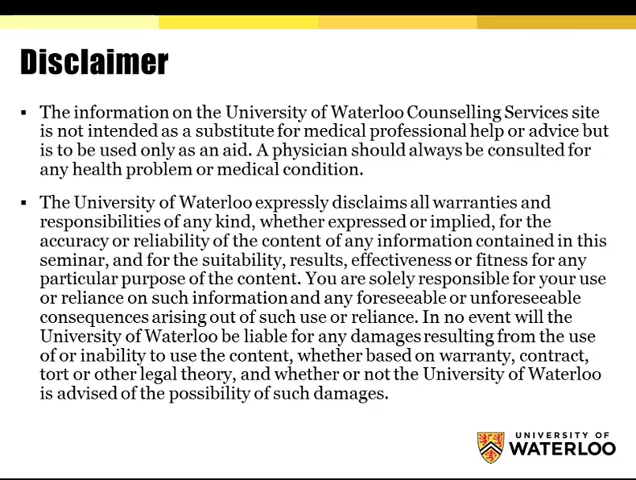 Disclaimer
▪ The information on the University of Waterloo Counselling Services site
is not intended as a substitute for medical professional help or advice but
is to be used only as an aid. A physician should always be consulted for
any health problem or medical condition.
▪ The University of Waterloo expressly disclaims all warranties and
responsibilities of any kind, whether expressed or implied, for the
accuracy or reliability of the content of any information contained in this
seminar, and for the suitability, results, effectiveness or fitness for any
particular purpose of the content. You are solely responsible for your use
or reliance on such information and any foreseeable or unforeseeable
consequences arising out of such use or reliance. In no event will the
University of Waterloo be liable for any damages resulting from the use
of or inability to use the content, whether based on warranty, contract,
tort or other legal theory, and whether or not the University of Waterloo
is advised of the possibility of such damages.
UNIVERSITY OF
WATERLOO